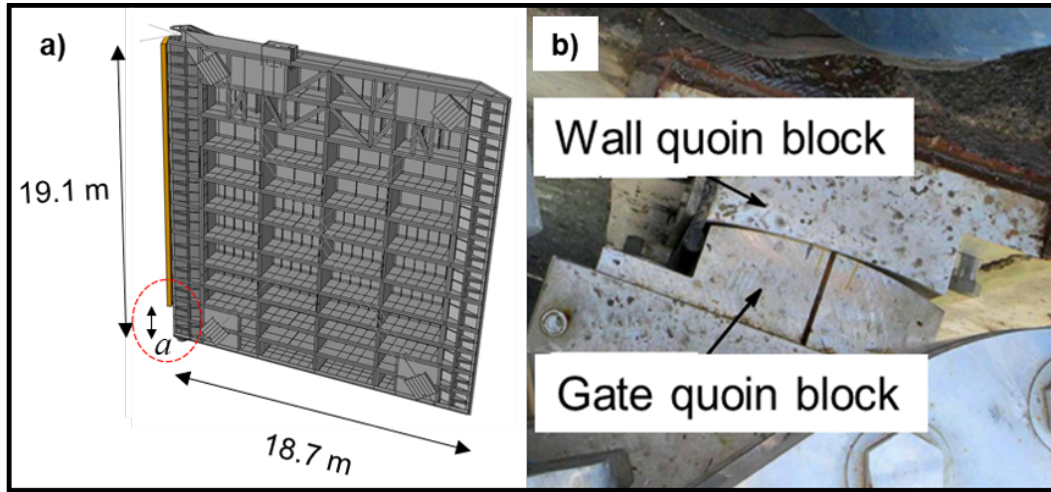 a)
19.1 m
a
18.7 m
b)
Wall quoin block
Gate quoin block